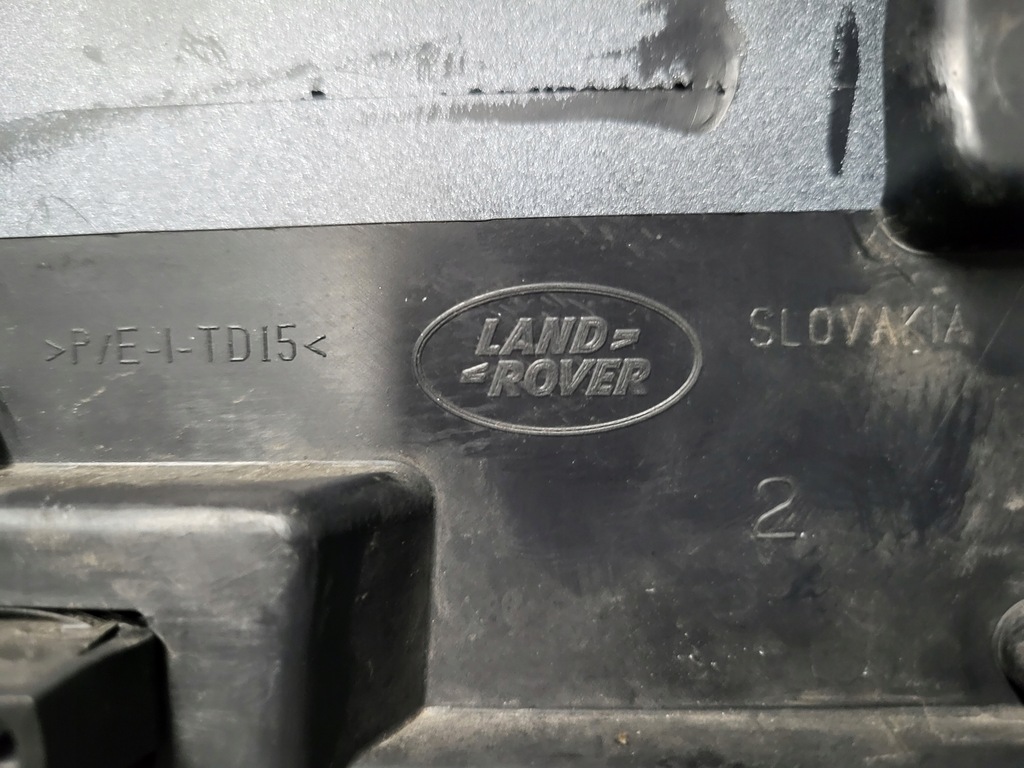 >P/E-I-TD15<
LAND
ROVER
SLOVAKIA
2